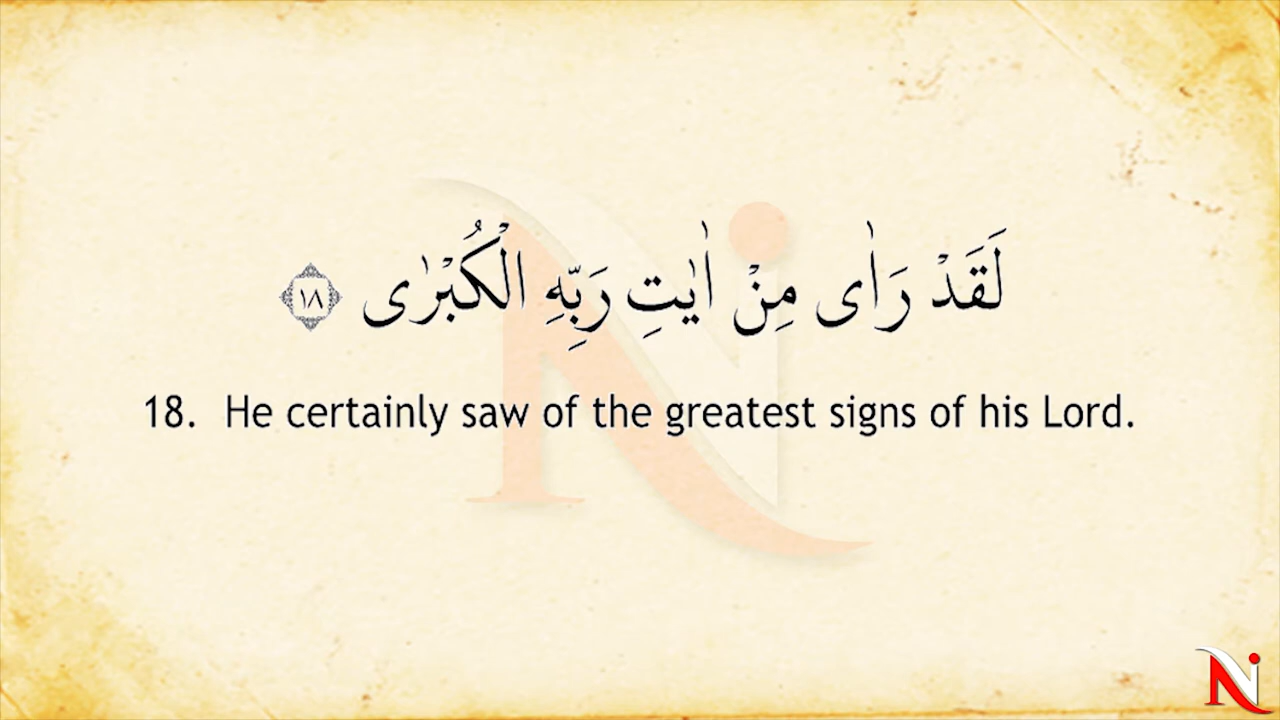 لَقَدْ رَاٰى مِنْ اٰيٰتِ رَبِّهِ الْكُبْرٰى ۝١٨
18. He certainly saw of the greatest signs of his Lord.